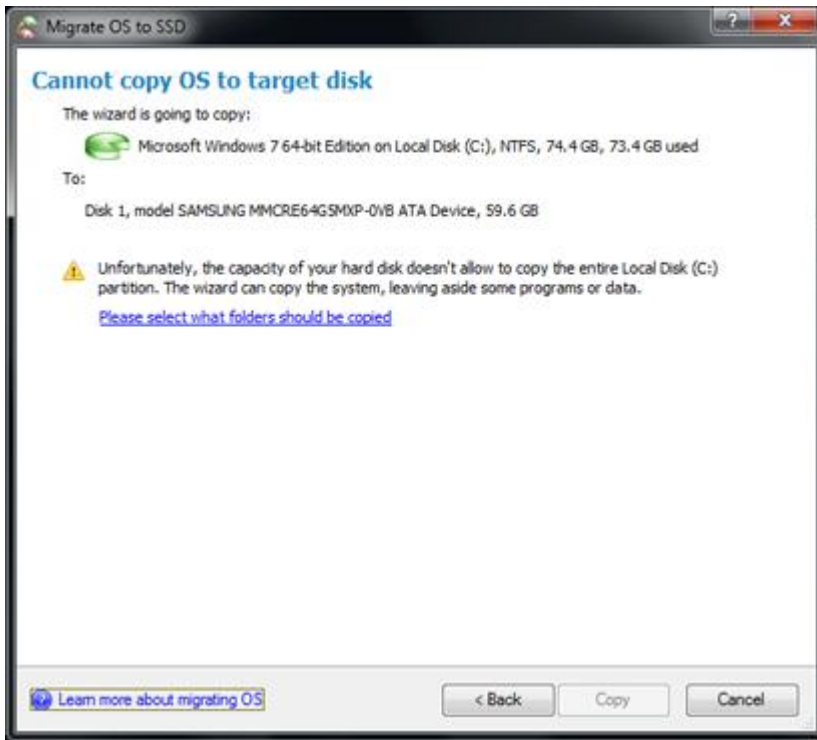 Migrate OS to SSD
Cannot copy OS to target disk
The wizard is going to copy:
Microsoft Windows 7 64-bit Edition on Local Disk (C:), NTFS, 74.4 GB, 73.4 GB used
To:
Disk 1, model SAMSUNG MMCRE64G5MXP-0VB ATA Device, 59.6 GB
Unfortunately, the capacity of your hard disk doesn't allow to copy the entire Local Disk (C:)
partition. The wizard can copy the system, leaving aside some programs or data.
Please select what folders should be copied
Learn more about migrating OS
< Back
Copy
Cancel